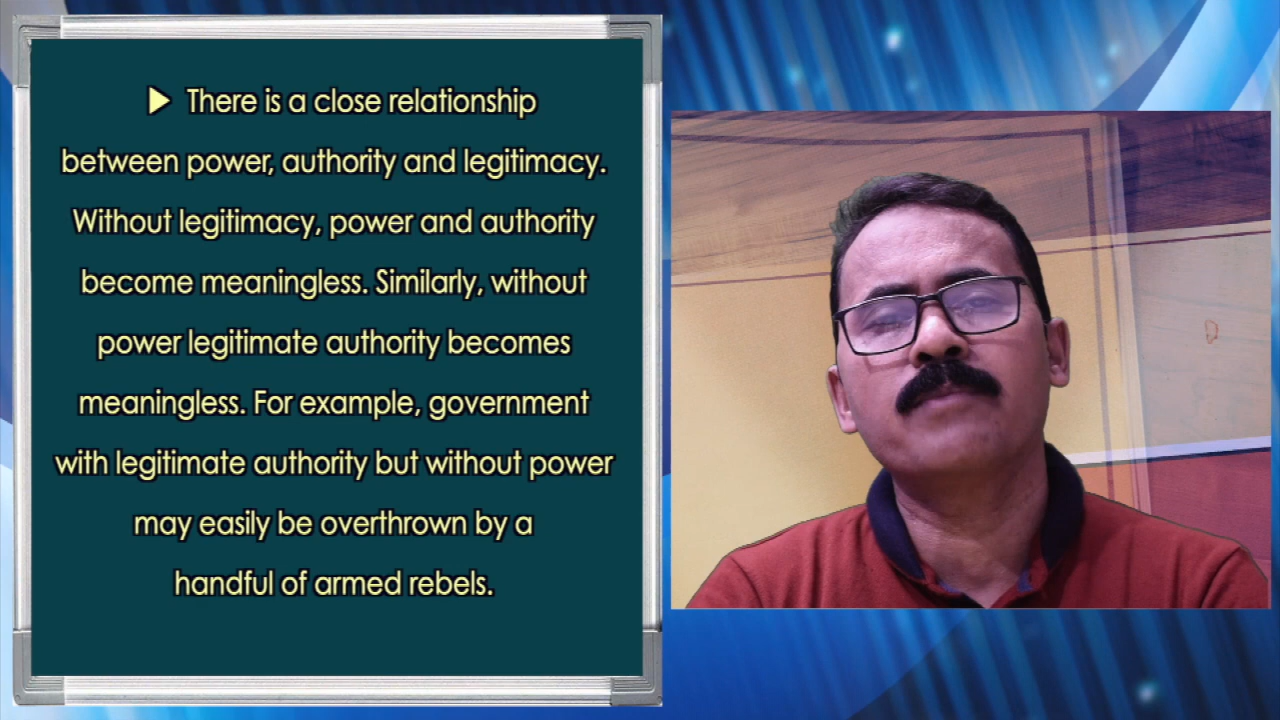 ► There is a close relationship
between power, authority and legitimacy.
Without legitimacy, power and authority
become meaningless. Similarly, without
power legitimate authority becomes
meaningless. For example, government
with legitimate authority but without power
may easily be overthrown by a
handful of armed rebels.